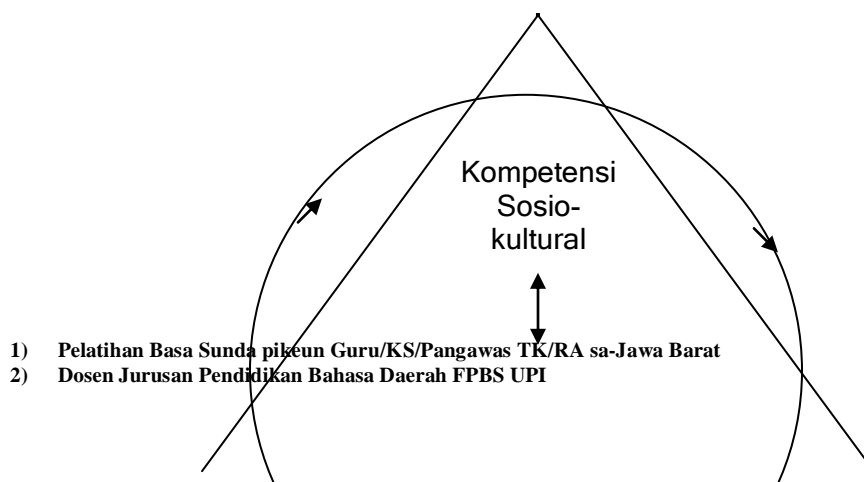 Kompetensi
Sosio-
kultural
1) Pelatihan Basa Sunda pikeun Guru/KS/Pangawas TK/RA sa-Jawa Barat
2) Dosen Jurusan Pendidikan Bahasa Daerah FPBS UPI